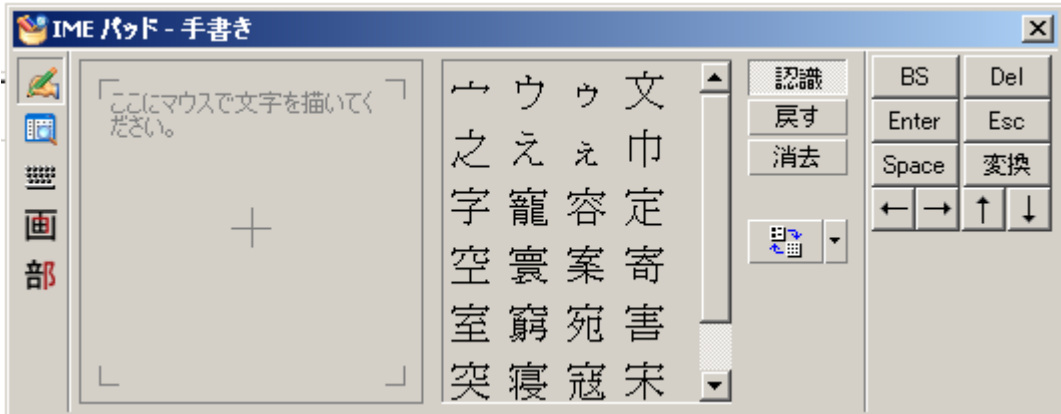 IME パッド - 手書き
ここにマウスで文字を描いてく
ださい。
画
部
亠 ウ ゥ 文
之 え ぇ 巾
字 寵 容 定
空 寰 案 寄
室 窮 宛 害
突 寝 寇 宋
認識
戻す
消去
BS Del
Enter Esc
Space 変換
← → ↑ ↓